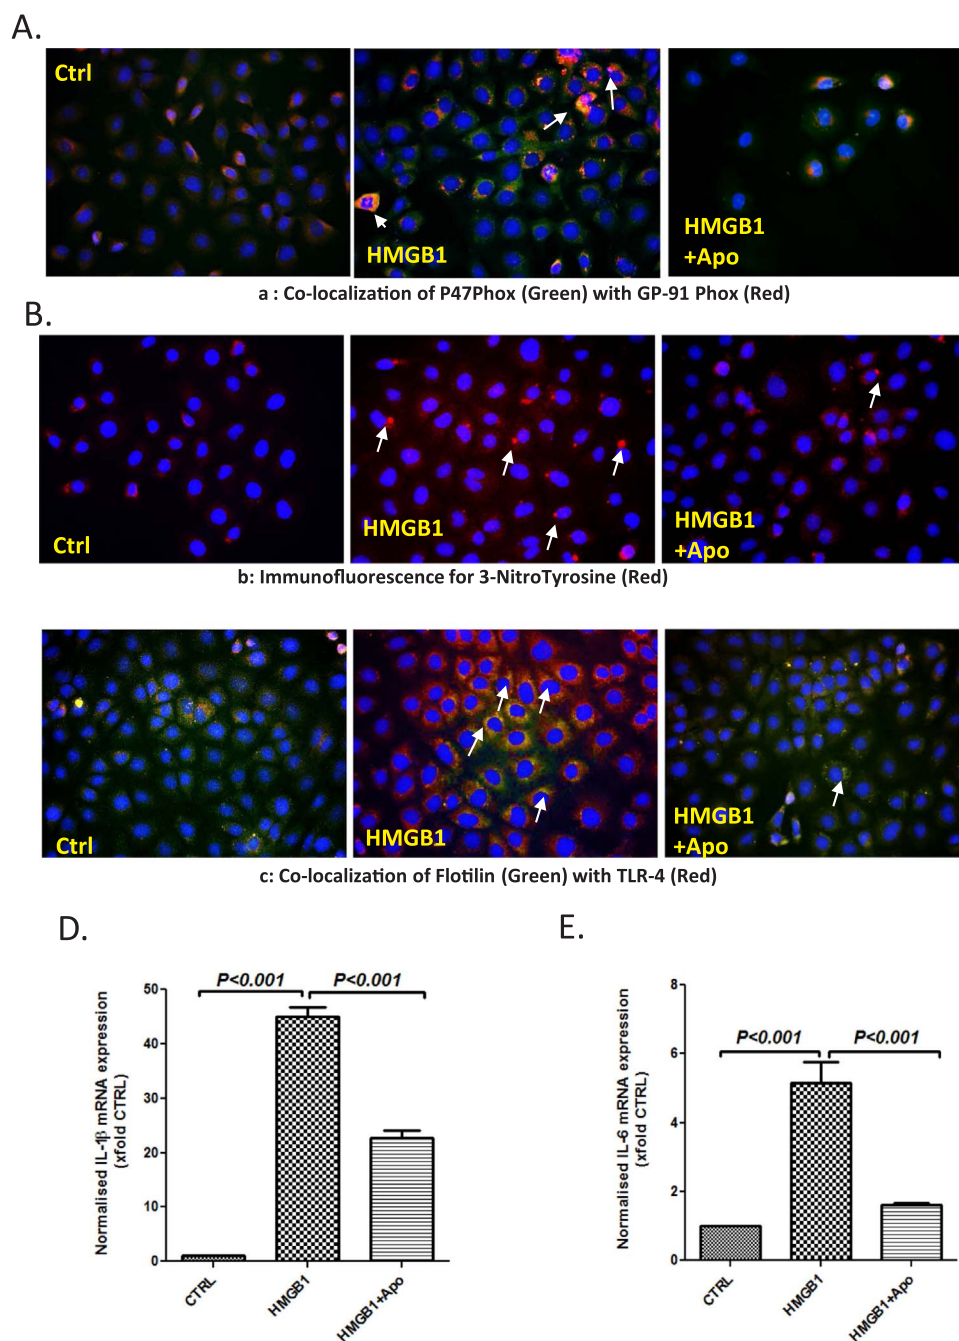 A.
Ctrl
HMGB1
HMGB1
+Apo
a : Co-localization of P47Phox (Green) with GP-91 Phox (Red)
B.
Ctrl
HMGB1
HMGB1
+Apo
b: Immunofluorescence for 3-NitroTyrosine (Red)
Ctrl
HMGB1
HMGB1
+Apo
c: Co-localization of Flotilin (Green) with TLR-4 (Red)
D.
P<0.001
P<0.001
50
40
30
20
10
0
Normalised IL-1β mRNA expression
(xfold CTRL)
CTRL
HMGB1
HMGB1+Apo
E.
P<0.001
P<0.001
8
6
4
2
0
Normalised IL-6 mRNA expression
(xfold CTRL)
CTRL
HMGB1
HMGB1+Apo